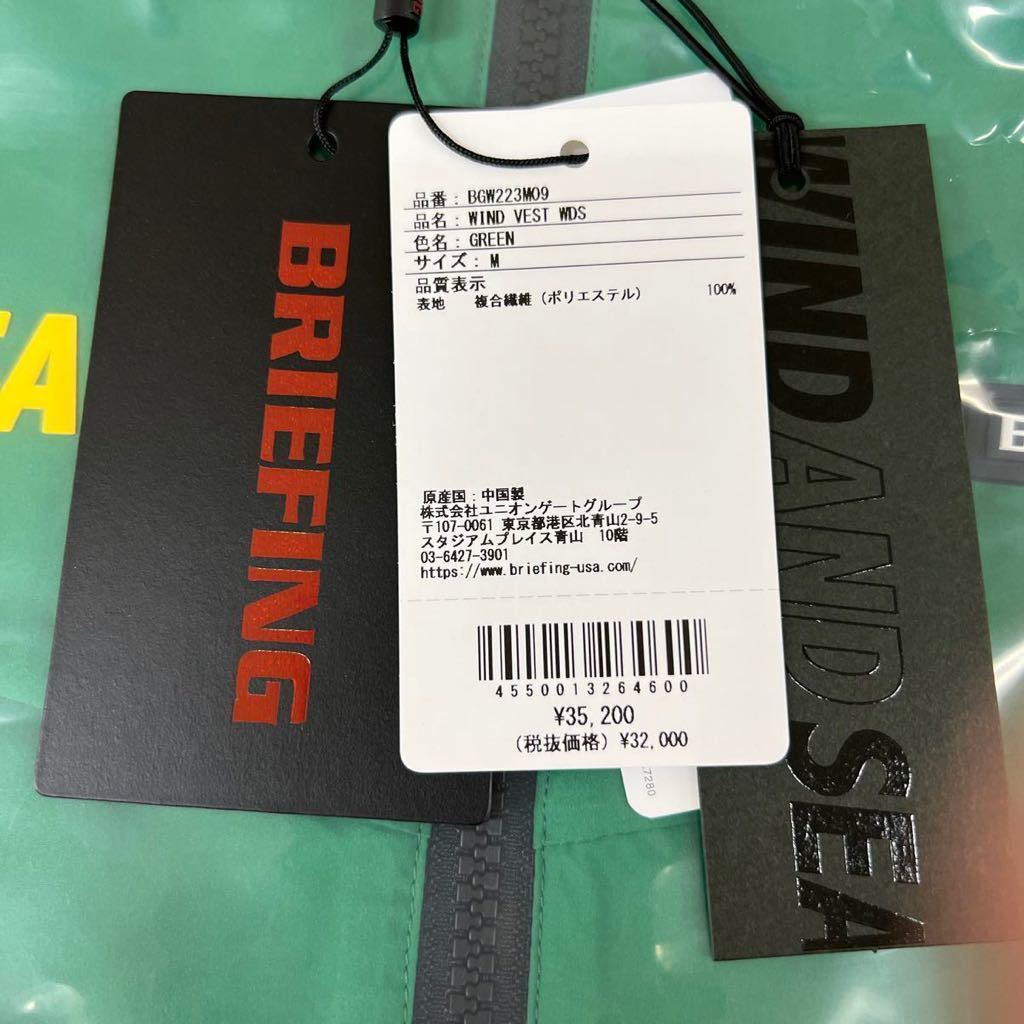 BRIEFING
品番：BGW223M09
品名：WIND VEST WDS
色名：GREEN
サイズ：M
品質表示
表地 複合繊維（ポリエステル） 100%
原産国：中国製
株式会社ユニオンゲートグループ
〒107-0061 東京都港区北青山2-9-5
スタジアムプレイス青山 10階
03-6427-3901
https://www.briefing-usa.com/
4550013264600
¥35,200
（税抜価格）¥32,000
WINDANDSEA
7280